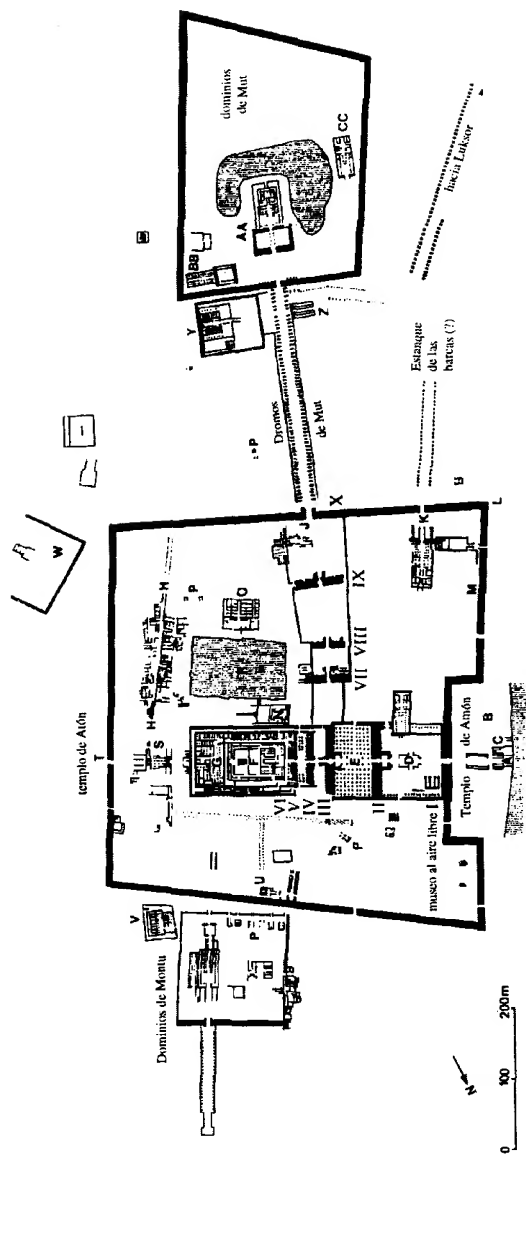 templo de Atón
Dominios de Montu
V
P
U
T
S
H
H
W
P
P
G
F
VI
V
IV
III
E
II
D
I
N
P
VII
VIII
IX
X
J
K
L
M
museo al aire libre
Templo de Amón
B
C
Dromos
de Mut
P
Y
Z
BB
AA
CC
dominios
de Mut
Estanque
de las
barcas (?)
hacia Luksor
N
0 100 200m